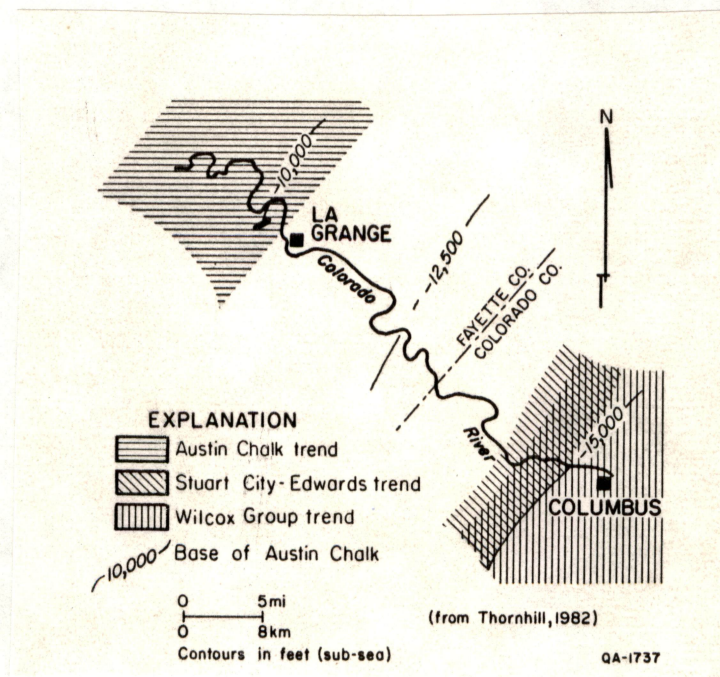 N
-10,000
LA
GRANGE
Colorado
-12,500
FAYETTE CO.
COLORADO CO.
River
-15,000
COLUMBUS
EXPLANATION
Austin Chalk trend
Stuart City-Edwards trend
Wilcox Group trend
-10,000
Base of Austin Chalk
0 5mi
0 8km
Contours in feet (sub-sea)
(from Thornhill, 1982)
QA-1737